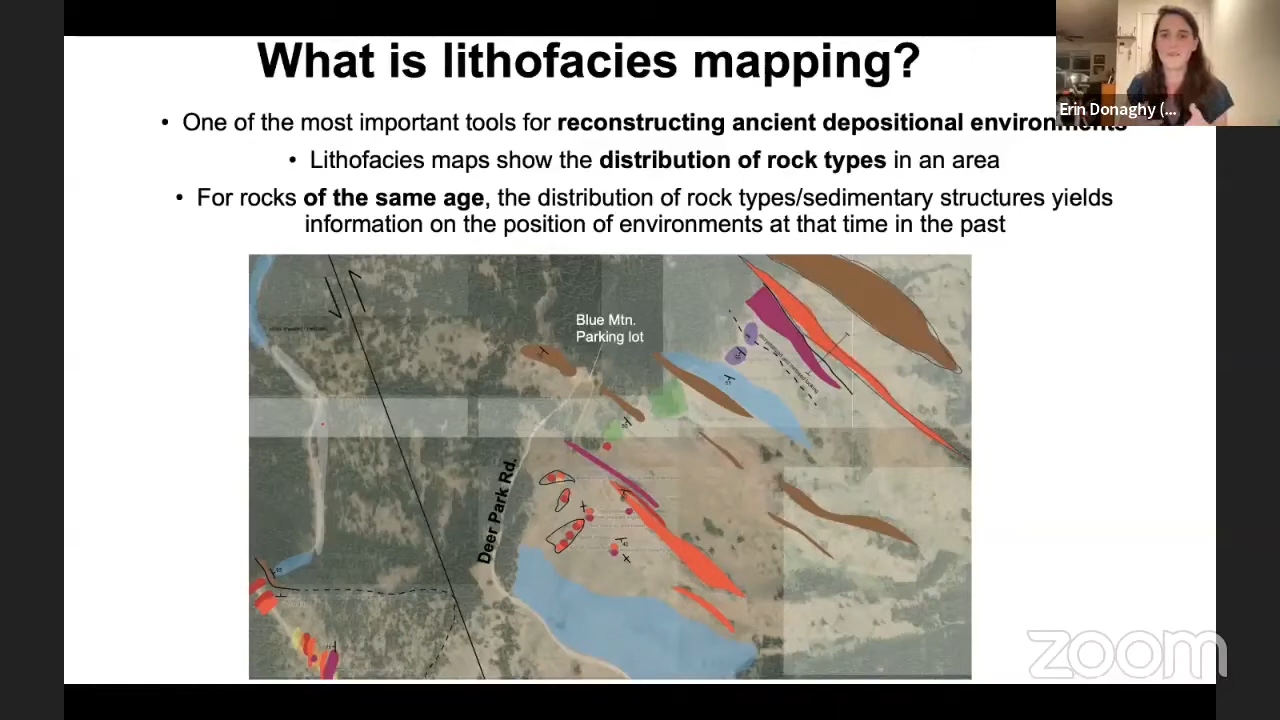 What is lithofacies mapping?
Erin Donaghy (...
• One of the most important tools for reconstructing ancient depositional environments
• Lithofacies maps show the distribution of rock types in an area
• For rocks of the same age, the distribution of rock types/sedimentary structures yields
information on the position of environments at that time in the past
Blue Mtn.
Parking lot
Deer Park Rd.
zoom